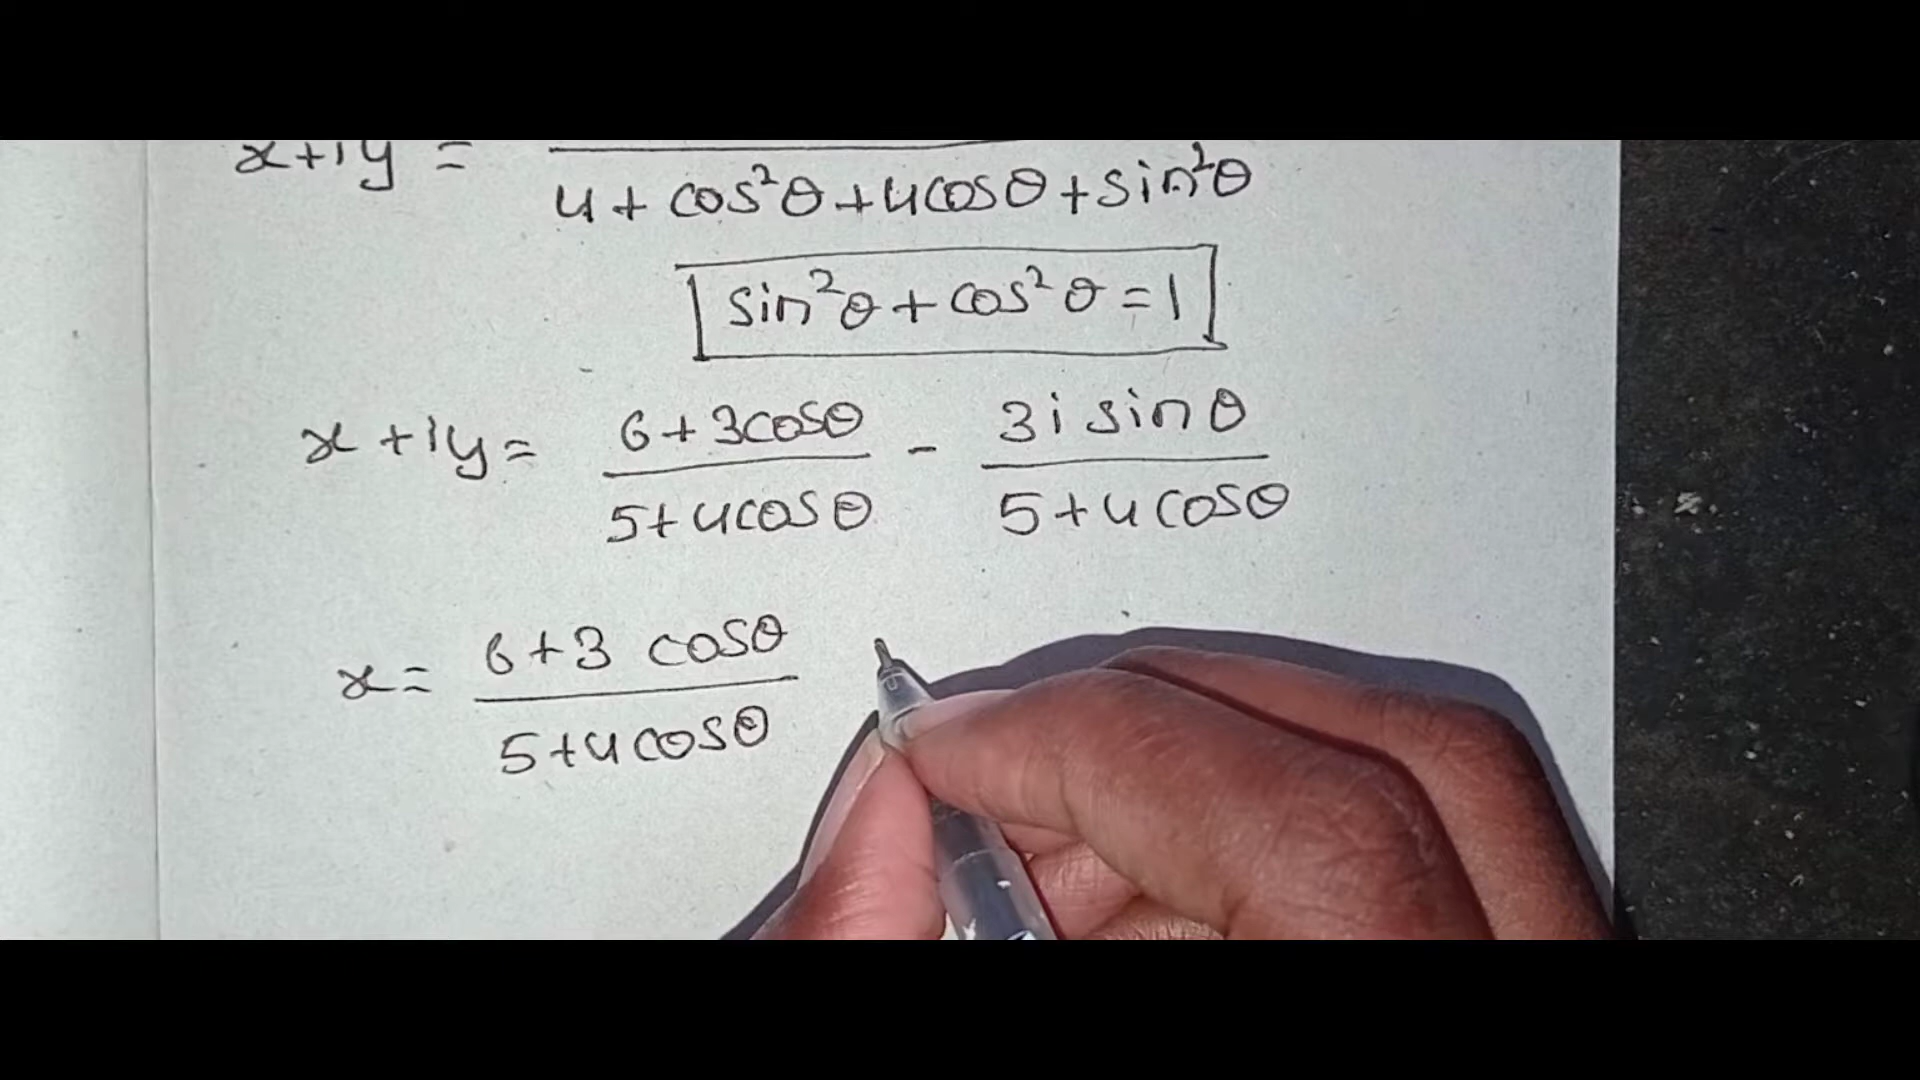 x+iy =
4+cos²θ+4cosθ+sin²θ
sin²θ+cos²θ=1
x+iy= 6+3cosθ/5+4cosθ - 3i sinθ/5+4cosθ
x= 6+3 cosθ/5+4cosθ